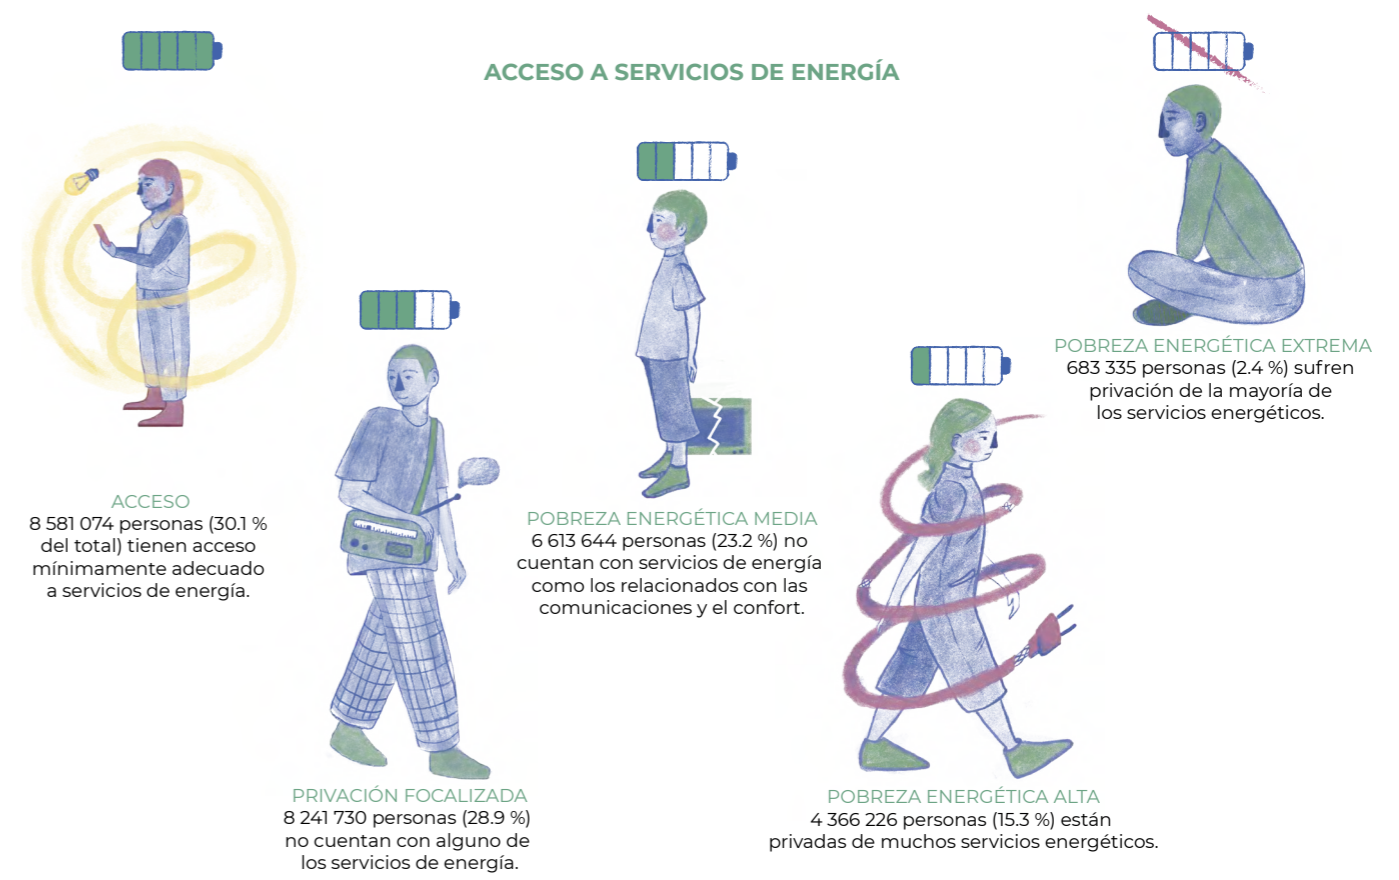 ACCESO A SERVICIOS DE ENERGÍA
ACCESO
8 581 074 personas (30.1 %
del total) tienen acceso
mínimamente adecuado
a servicios de energía.
PRIVACIÓN FOCALIZADA
8 241 730 personas (28.9 %)
no cuentan con alguno de
los servicios de energía.
POBREZA ENERGÉTICA MEDIA
6 613 644 personas (23.2 %) no
cuentan con servicios de energía
como los relacionados con las
comunicaciones y el confort.
POBREZA ENERGÉTICA ALTA
4 366 226 personas (15.3 %) están
privadas de muchos servicios energéticos.
POBREZA ENERGÉTICA EXTREMA
683 335 personas (2.4 %) sufren
privación de la mayoría de
los servicios energéticos.